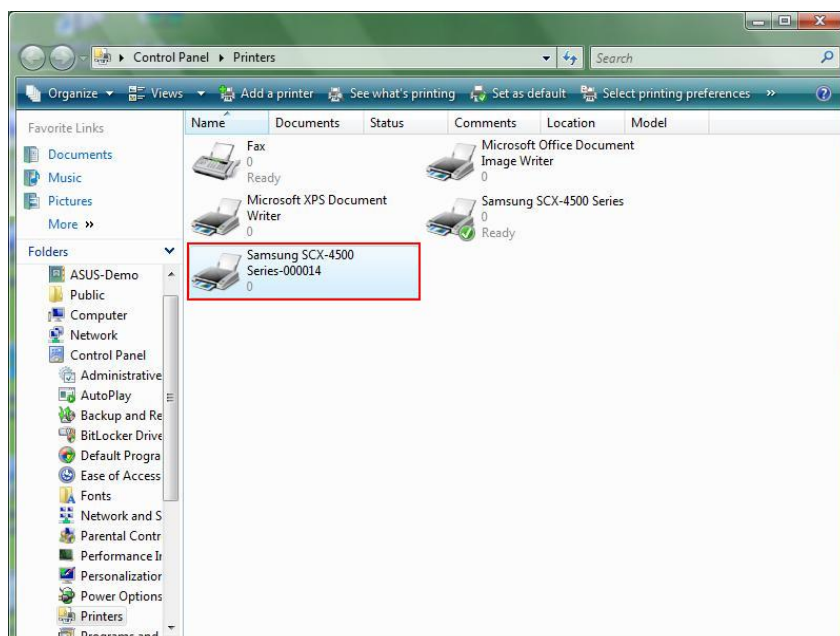 Control Panel Printers
Search
Organize Views Add a printer See what's printing Set as default Select printing preferences »
Favorite Links
Documents
Music
Pictures
More »
Folders
ASUS-Demo
Public
Computer
Network
Control Panel
Administrative
AutoPlay
Backup and Re
BitLocker Drive
Default Progra
Ease of Access
Fonts
Network and S
Parental Contr
Performance In
Personalization
Power Options
Printers
Programs and
Name Documents Status Comments Location Model
Fax
0
Ready
Microsoft Office Document
Image Writer
0
Microsoft XPS Document
Writer
0
Samsung SCX-4500 Series
0
Ready
Samsung SCX-4500
Series-000014
0